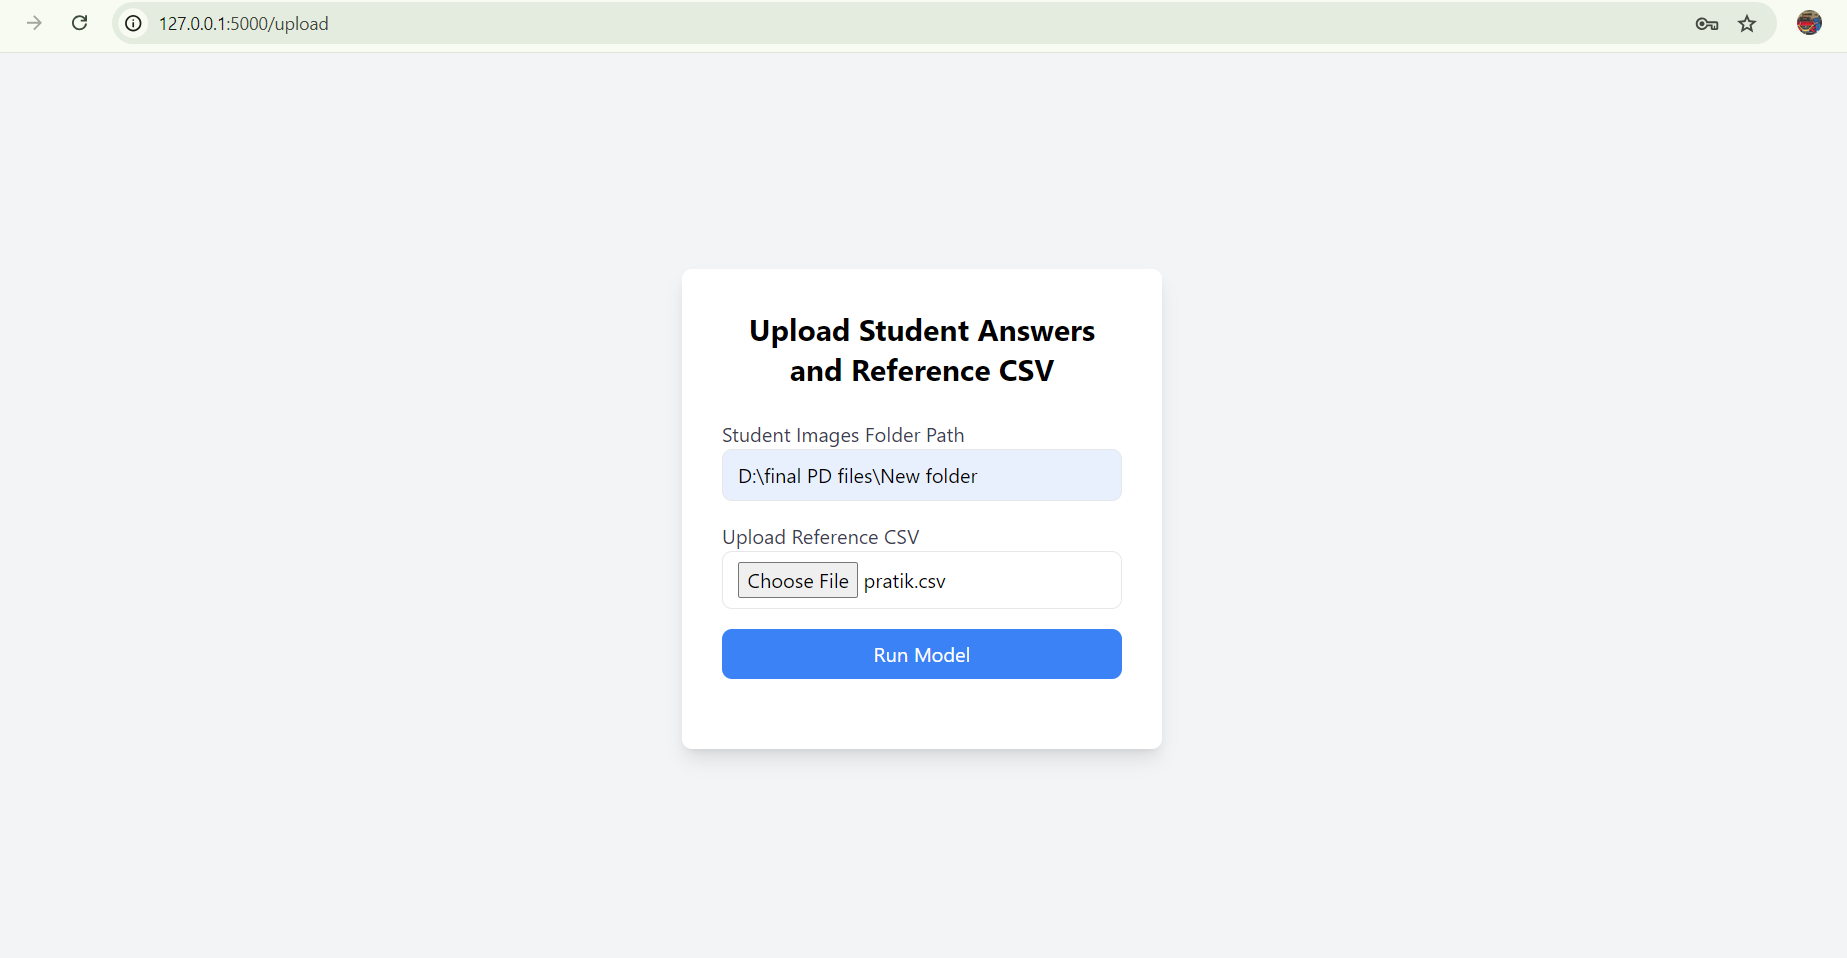 127.0.0.1:5000/upload
Upload Student Answers
and Reference CSV
Student Images Folder Path
D:\final PD files\New folder
Upload Reference CSV
Choose File pratik.csv
Run Model